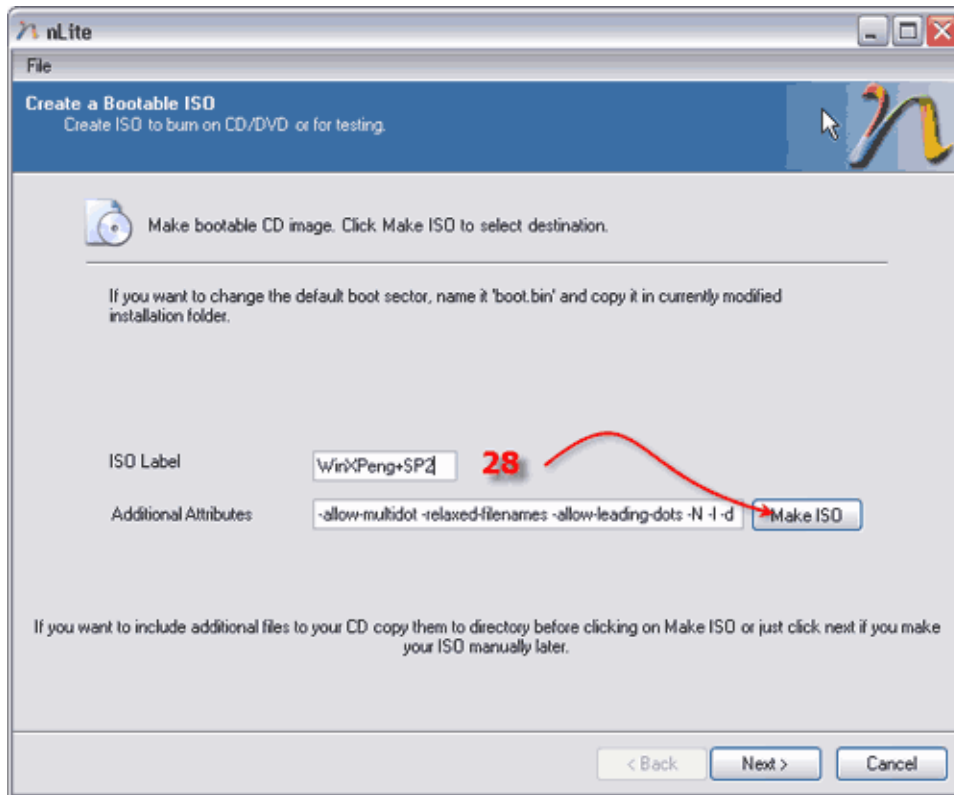 nLite
File
Create a Bootable ISO
Create ISO to burn on CD/DVD or for testing.
Make bootable CD image. Click Make ISO to select destination.
If you want to change the default boot sector, name it 'boot.bin' and copy it in currently modified
installation folder.
ISO Label
WinXPeng+SP2
28
Additional Attributes
-allow-multidot -relaxed-filenames -allow-leading-dots -N -l -d
Make ISO
If you want to include additional files to your CD copy them to directory before clicking on Make ISO or just click next if you make
your ISO manually later.
< Back
Next >
Cancel